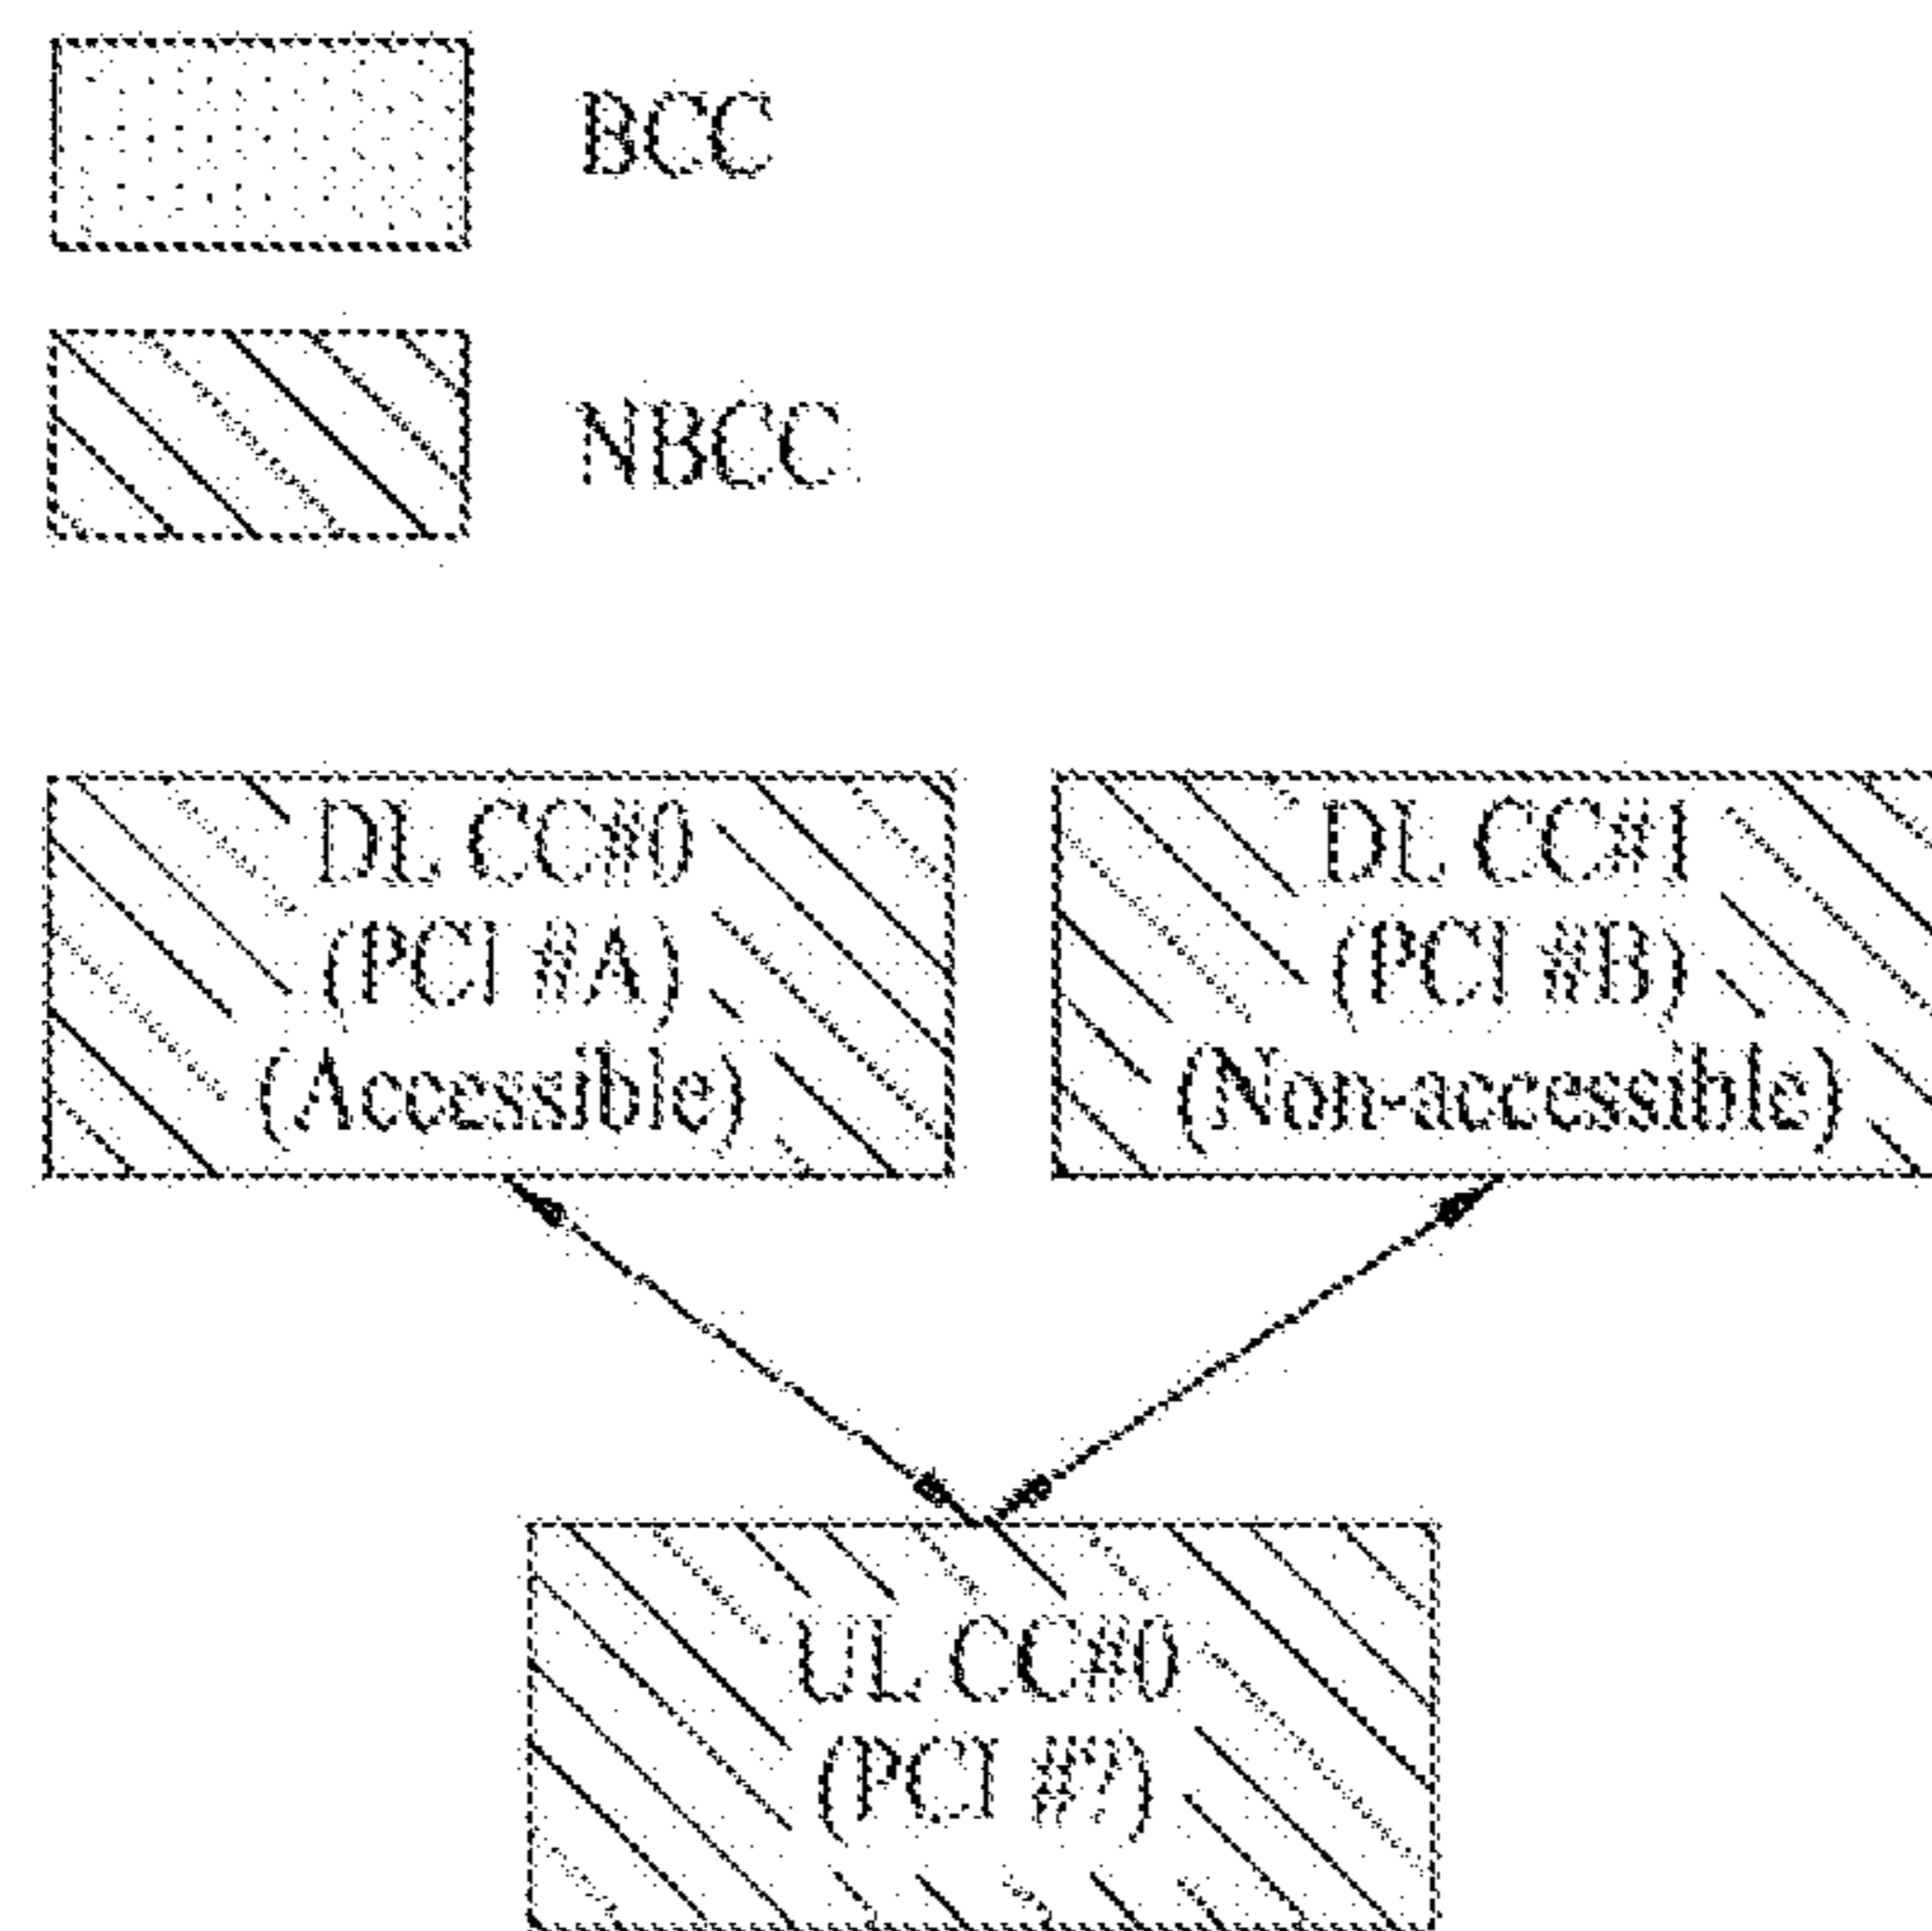 BCC
NBCC
DL CC#0
(PCI #A)
(Accessible)
DL CC#1
(PCI #B)
(Non-accessible)
UL CC#0
(PCI #?)